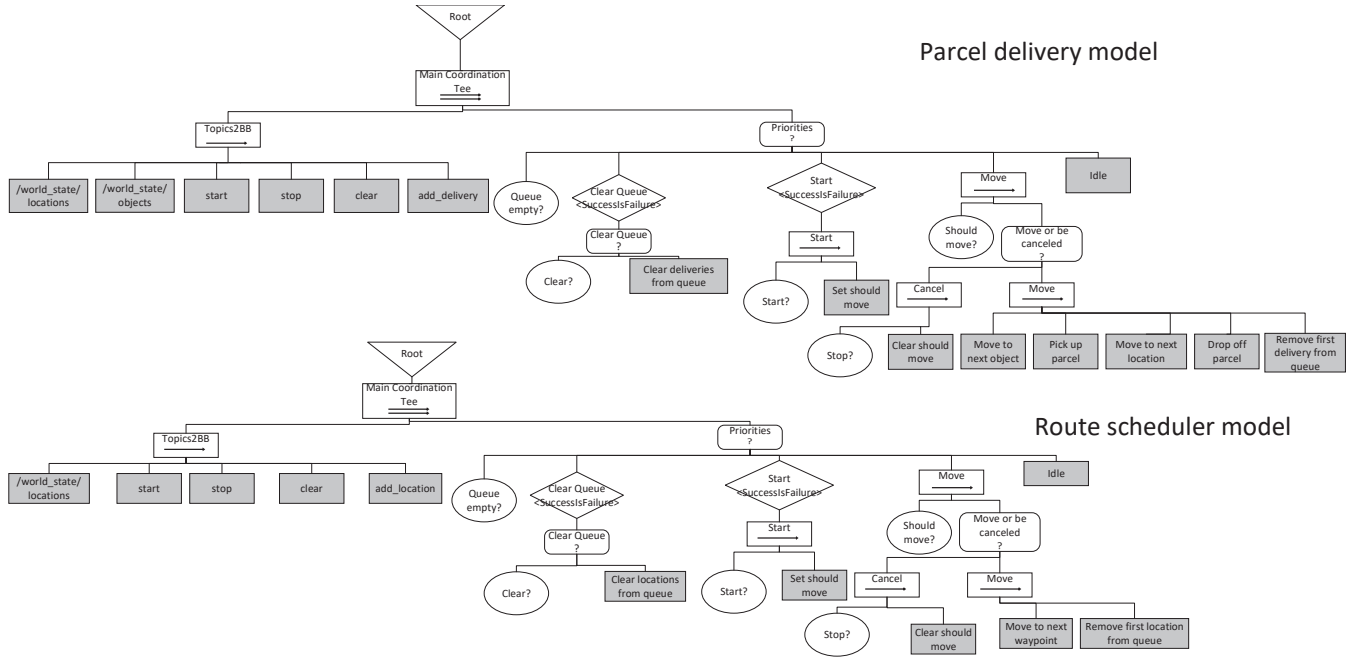 Root
Parcel delivery model
Main Coordination
Tee
Topics2BB
Priorities
?
/world_state/
locations
/world_state/
objects
start
stop
clear
add_delivery
Queue
empty?
Clear Queue
<SuccessIsFailure>
Start
<SuccessIsFailure>
Move
Idle
Clear Queue
?
Start
Should
move?
Move or be
canceled
?
Clear?
Clear deliveries
from queue
Start?
Set should
move
Cancel
Move
Stop?
Clear should
move
Move to
next object
Pick up
parcel
Move to next
location
Drop off
parcel
Remove first
delivery from
queue
Root
Main Coordination
Tee
Route scheduler model
Topics2BB
Priorities
?
/world_state/
locations
start
stop
clear
add_location
Queue
empty?
Clear Queue
<SuccessIsFailure>
Start
<SuccessIsFailure>
Move
Idle
Clear Queue
?
Start
Should
move?
Move or be
canceled
?
Clear?
Clear locations
from queue
Start?
Set should
move
Cancel
Move
Stop?
Clear should
move
Move to next
waypoint
Remove first location
from queue